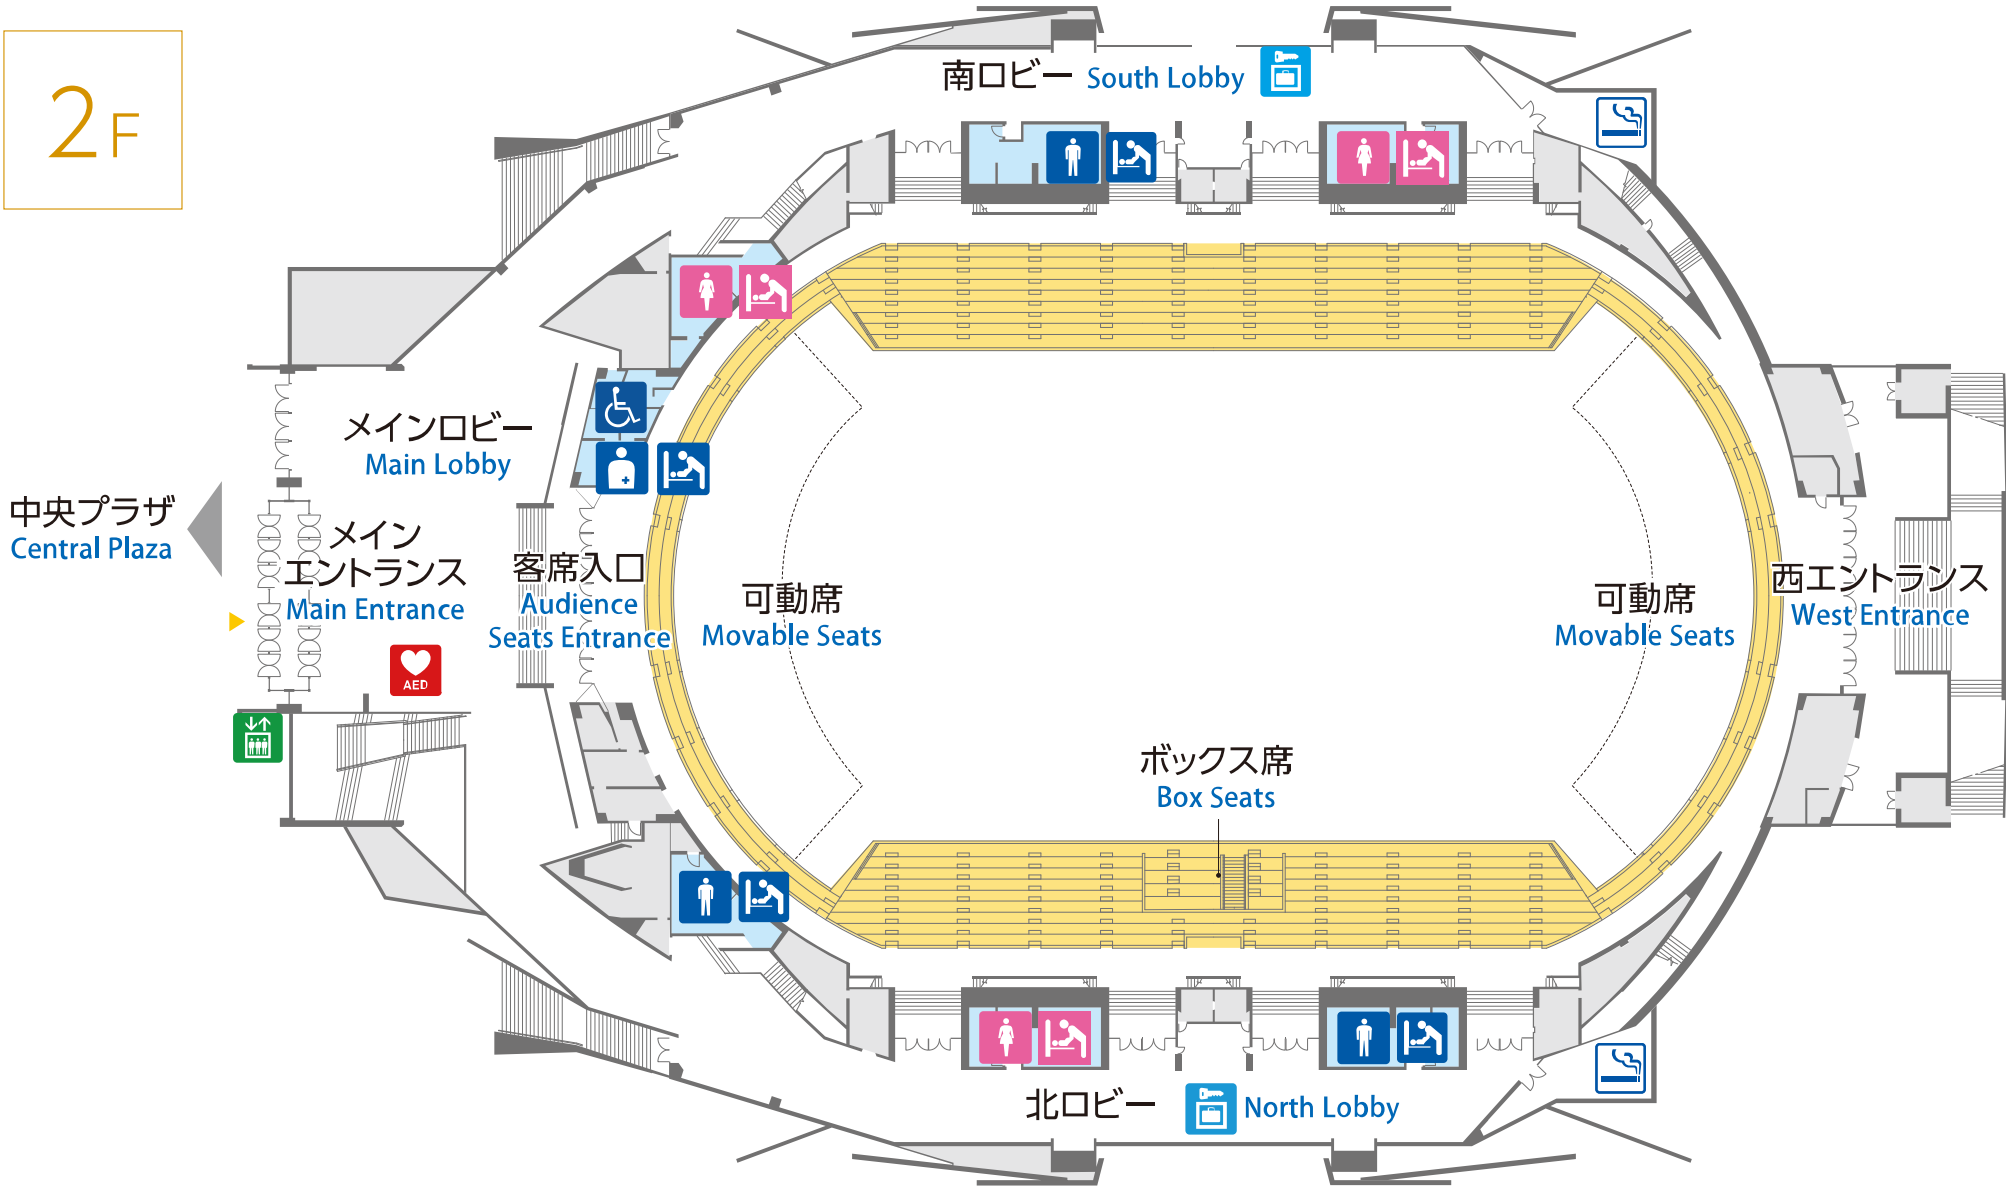 2F
南ロビー South Lobby
メインロビー
Main Lobby
中央プラザ
Central Plaza
メイン
エントランス
Main Entrance
客席入口
Audience
Seats Entrance
可動席
Movable Seats
可動席
Movable Seats
西エントランス
West Entrance
AED
ボックス席
Box Seats
北ロビー North Lobby